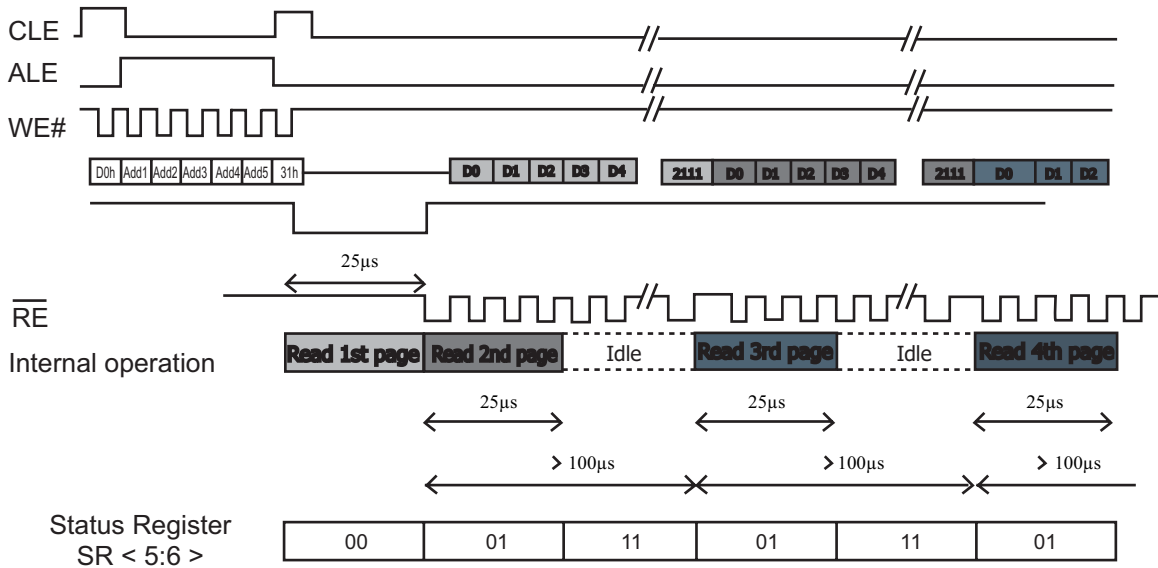 CLE
ALE
WE#
D0h Add1 Add2 Add3 Add4 Add5 31h D0 D1 D2 D3 D4 2111 D0 D1 D2 D3 D4 2111 D0 D1 D2
25µs
RE
Internal operation Read 1st page Read 2nd page Idle Read 3rd page Idle Read 4th page
25µs 25µs 25µs
> 100µs > 100µs > 100µs
Status Register
SR < 5:6 >
00 01 11 01 11 01